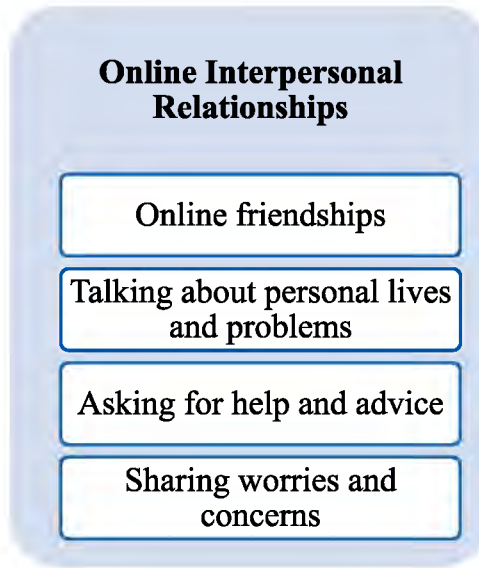 Online Interpersonal
Relationships
Online friendships
Talking about personal lives
and problems
Asking for help and advice
Sharing worries and
concerns